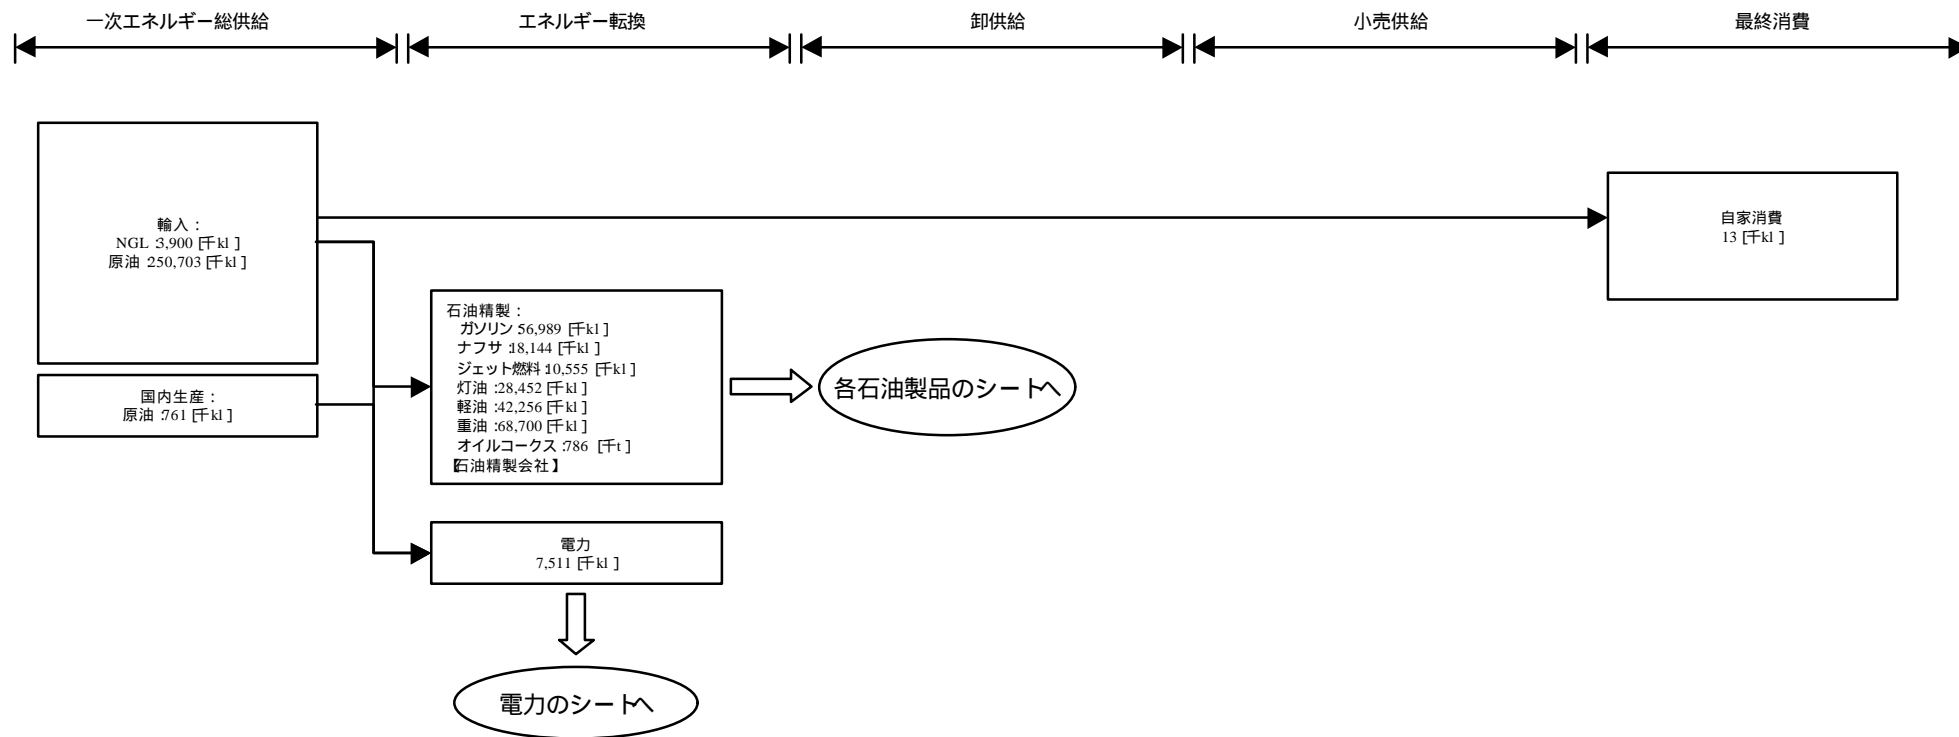 一次エネルギー総供給
エネルギー転換
卸供給
小売供給
最終消費
輸入：
NGL :3,900 [千kl ]
原油 :250,703 [千kl ]
国内生産：
原油 :761 [千kl ]
石油精製：
ガソリン :56,989 [千kl ]
ナフサ :18,144 [千kl ]
ジェット燃料 :10,555 [千kl ]
灯油 :28,452 [千kl ]
軽油 :42,256 [千kl ]
重油 :68,700 [千kl ]
オイルコークス :786 [千t ]
【石油精製会社】
各石油製品のシートへ
自家消費
13 [千kl ]
電力
7,511 [千kl ]
電力のシートへ